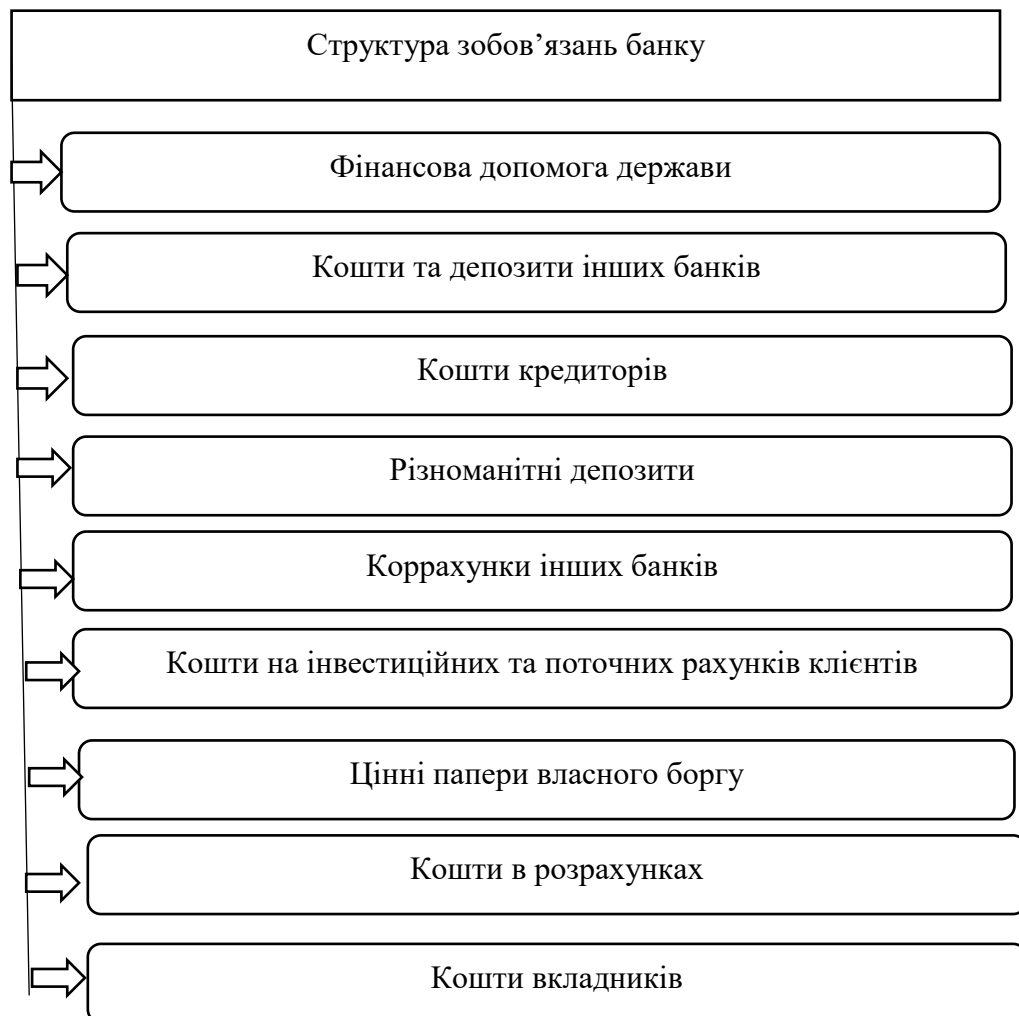 Структура зобов’язань банку
Фінансова допомога держави
Кошти та депозити інших банків
Кошти кредиторів
Різноманітні депозити
Коррахунки інших банків
Кошти на інвестиційних та поточних рахунків клієнтів
Цінні папери власного боргу
Кошти в розрахунках
Кошти вкладників